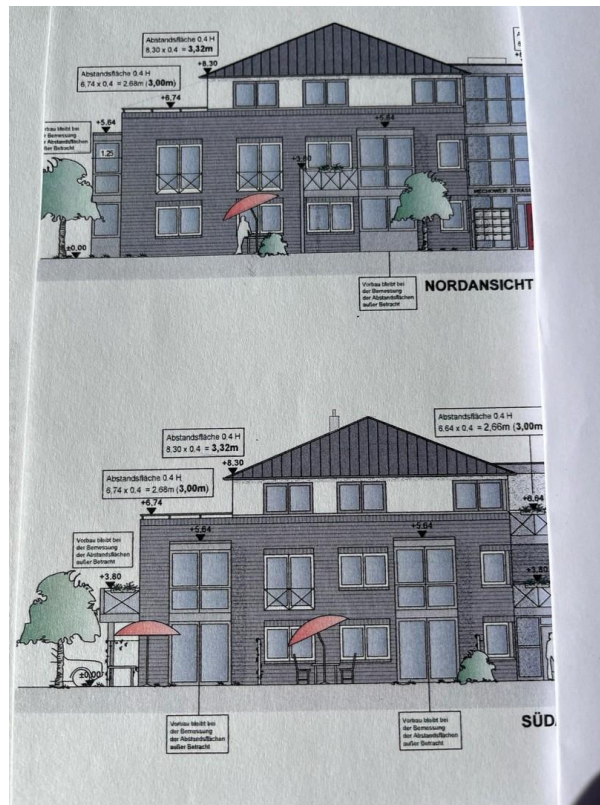 Abstandsfläche 0,4 H
8,30 x 0.4 = 3,32m
+8.30
Abstandsfläche 0.4 H
6,74 x 0.4 = 2.68m (3,00m)
+6.74
+5.64
bleibt bei
Bemessung
Abstandsflächen
Betracht
1.25
+5.64
±0.00
Vorbau bleibt bei
der Bemessung
der Abstandsflächen
außer Betracht
NORDANSICHT
Abstandsfläche 0.4 H
6.64 x 0.4 = 2,66m (3,00m
Abstandsfläche 0.4 H
8,30 x 0.4 = 3,32m
+8.30
Abstandsfläche 0.4 H
6,74 x 0.4 = 2.68m (3,00m)
+6.74
+6.64
+5.64
+5.64
Vorbau bleibt bei
der Bemessung
der Abstandsflächen
außer Betracht
+3.80
+3.80
±0.00
Vorbau bleibt bei
der Bemessung
der Abstandsflächen
außer Betracht
Vorbau bleibt bei
der Bemessung
der Abstandsflächen
außer Betracht
SÜD